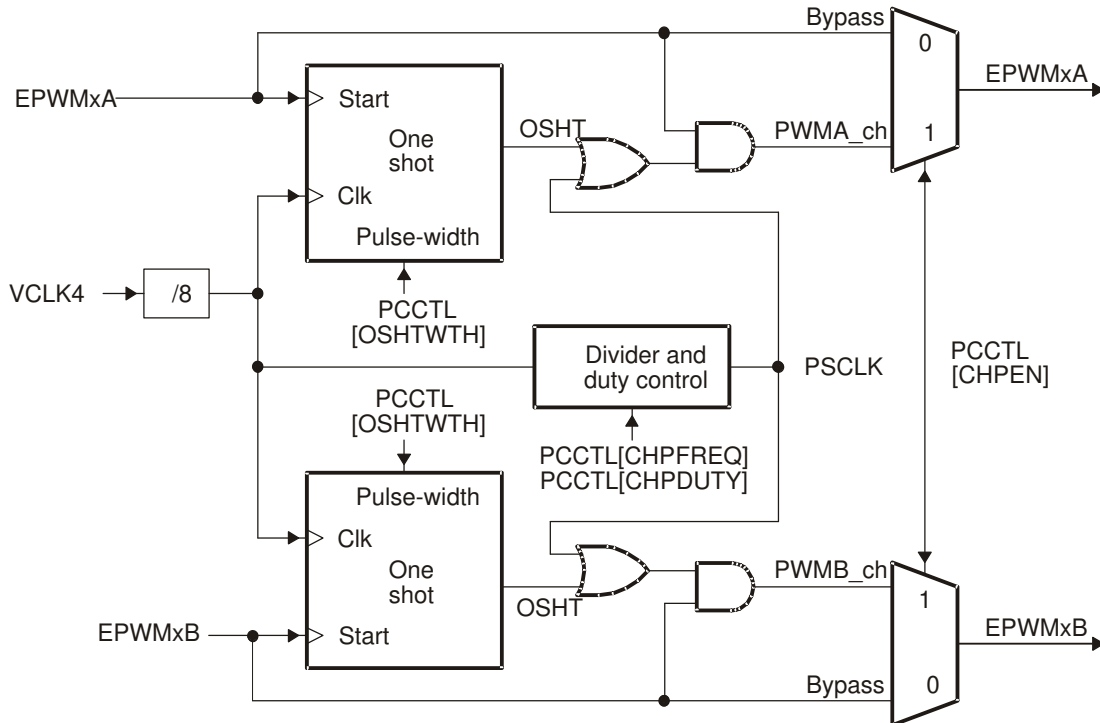 Bypass
0
EPWMxA
EPWMxA
Start
OSHT
One
shot
PWMA_ch
1
Clk
Pulse-width
VCLK4
/8
PCCTL
[OSHTWTH]
Divider and
duty control
PSCLK
PCCTL
[CHPEN]
PCCTL
[OSHTWTH]
PCCTL[CHPFREQ]
PCCTL[CHPDUTY]
Pulse-width
Clk
One
shot
OSHT
PWMB_ch
1
EPWMxB
Start
EPWMxB
Bypass
0